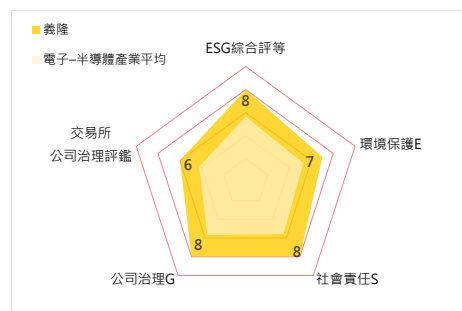 義隆
電子–半導體產業平均
ESG綜合評等
8
環境保護E
7
交易所
公司治理評鑑
6
8
8
公司治理G
社會責任S